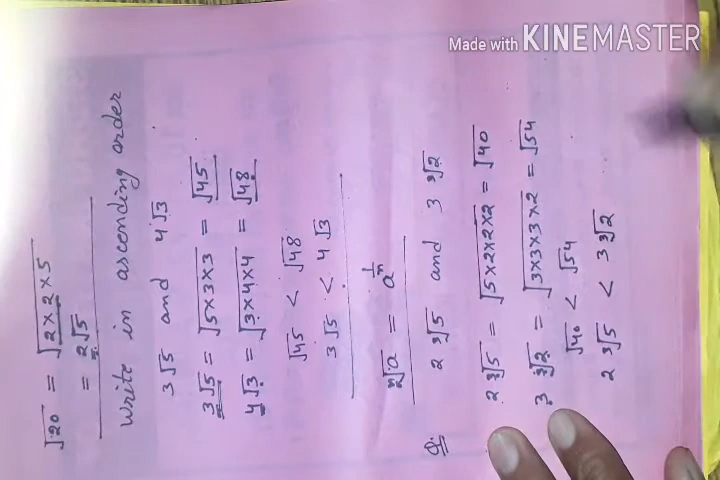 Made with KINEMASTER
√20 = √2×2×5
= 2√5
Write in ascending order
3√5 and 4√3
3√5 = √5×3×3 = √45
4√3 = √3×4×4 = √48
√45 < √48
3√5 < 4√3
ⁿ√a = a^(1/n)
Q. 2 ∛5 and 3 ∛2
2 ∛5 = √5×2×2×2 = √40
3 ∛2 = √3×3×3×2 = √54
√40 < √54
2 ∛5 < 3 ∛2